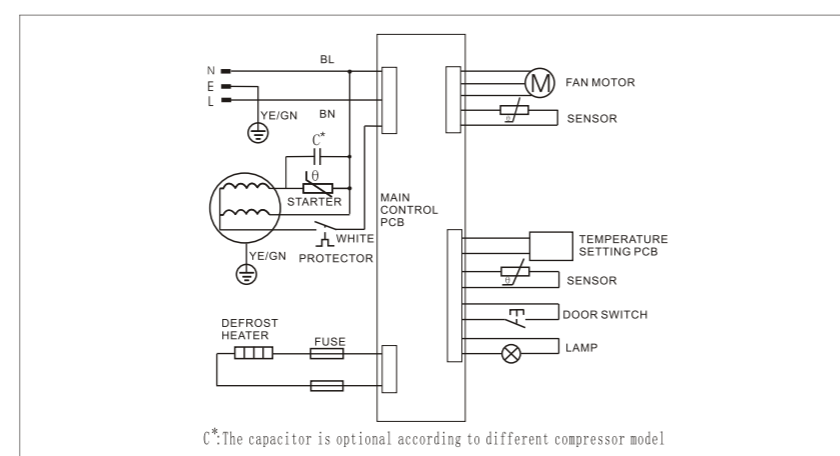 N
E
L
BL
BN
YE/GN
C*
θ
STARTER
WHITE
YE/GN
PROTECTOR
MAIN
CONTROL
PCB
M
FAN MOTOR
θ
SENSOR
TEMPERATURE
SETTING PCB
θ
SENSOR
DOOR SWITCH
LAMP
DEFROST
HEATER
FUSE
C*:The capacitor is optional according to different compressor model